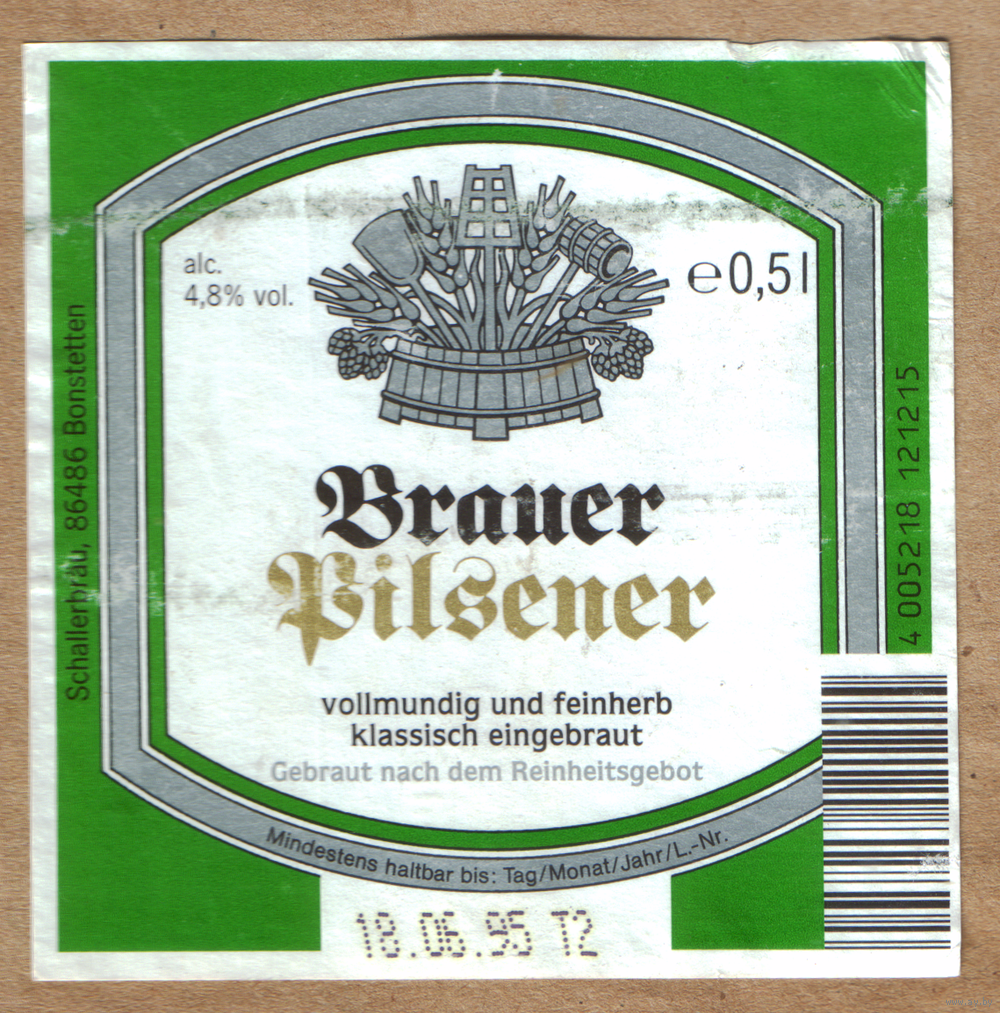 alc.
4,8% vol.
℮0,5l
Brauer
Pilsener
vollmundig und feinherb
klassisch eingebraut
Gebraut nach dem Reinheitsgebot
Mindestens haltbar bis: Tag/Monat/Jahr/L.-Nr.
18.06.95 T2
Schallerbräu, 86486 Bonstetten
4 005218 121215